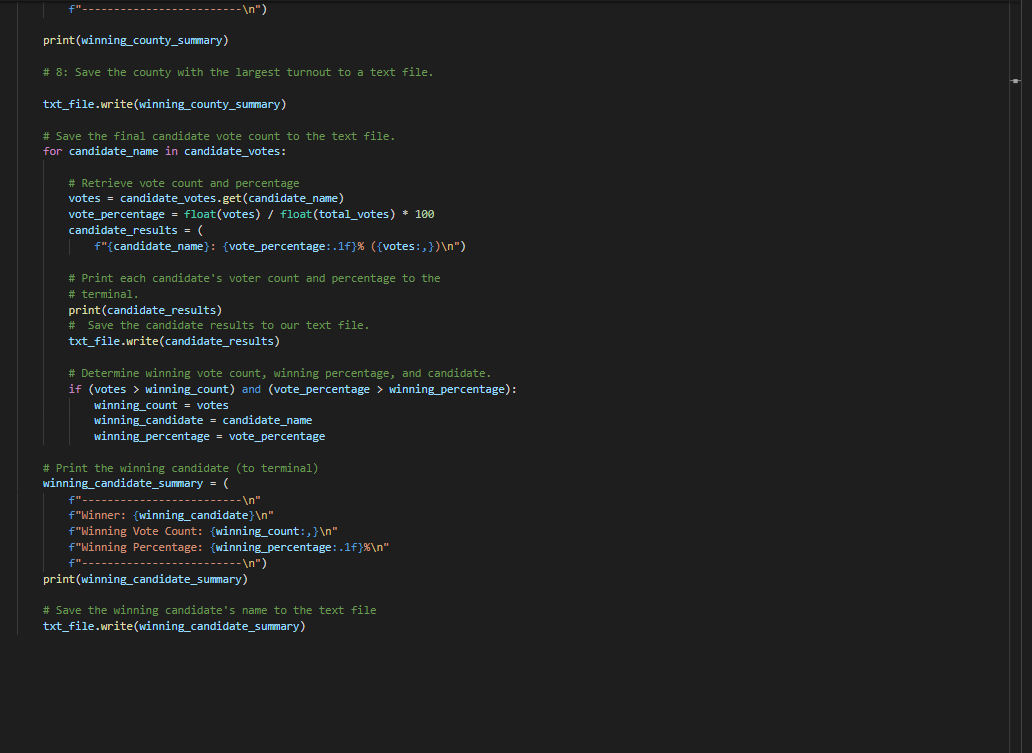 f"-------------------------\n")
print(winning_county_summary)
# 8: Save the county with the largest turnout to a text file.
txt_file.write(winning_county_summary)
# Save the final candidate vote count to the text file.
for candidate_name in candidate_votes:
# Retrieve vote count and percentage
votes = candidate_votes.get(candidate_name)
vote_percentage = float(votes) / float(total_votes) * 100
candidate_results = (
f"{candidate_name}: {vote_percentage:.1f}% ({votes:,})\n")
# Print each candidate's voter count and percentage to the
# terminal.
print(candidate_results)
#  Save the candidate results to our text file.
txt_file.write(candidate_results)
# Determine winning vote count, winning percentage, and candidate.
if (votes > winning_count) and (vote_percentage > winning_percentage):
winning_count = votes
winning_candidate = candidate_name
winning_percentage = vote_percentage
# Print the winning candidate (to terminal)
winning_candidate_summary = (
f"-------------------------\n"
f"Winner: {winning_candidate}\n"
f"Winning Vote Count: {winning_count:,}\n"
f"Winning Percentage: {winning_percentage:.1f}%\n"
f"-------------------------\n")
print(winning_candidate_summary)
# Save the winning candidate's name to the text file
txt_file.write(winning_candidate_summary)